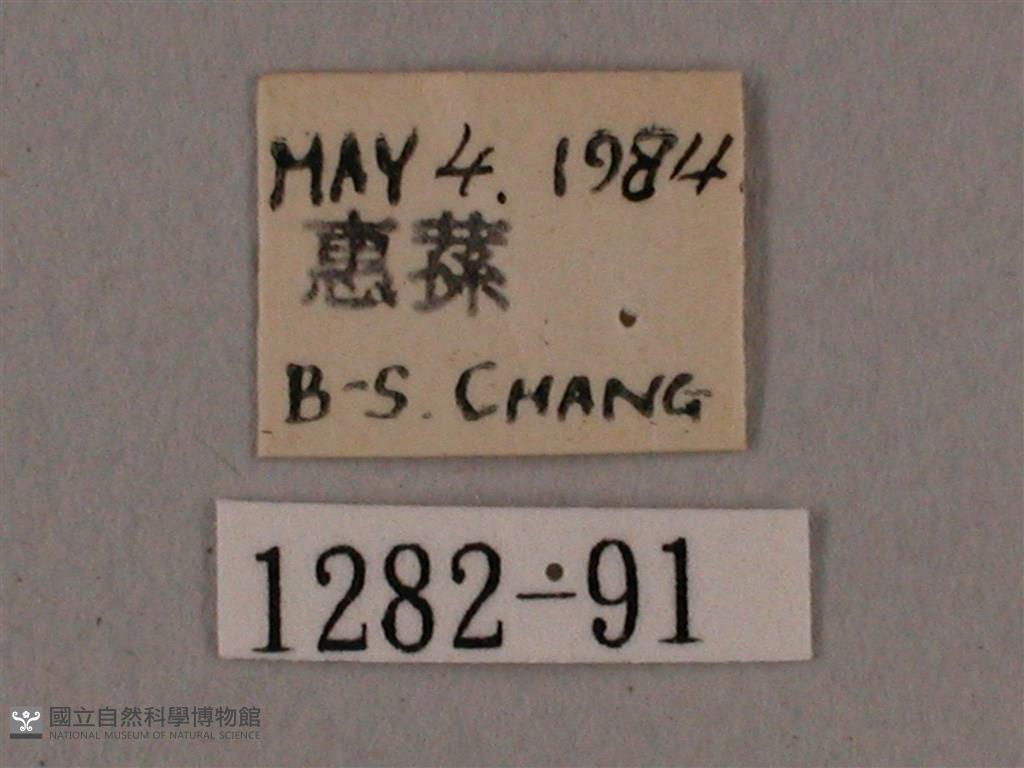 MAY 4. 1984
惠蓀
B-S. CHANG
1282-91
國立自然科學博物館
NATIONAL MUSEUM OF NATURAL SCIENCE